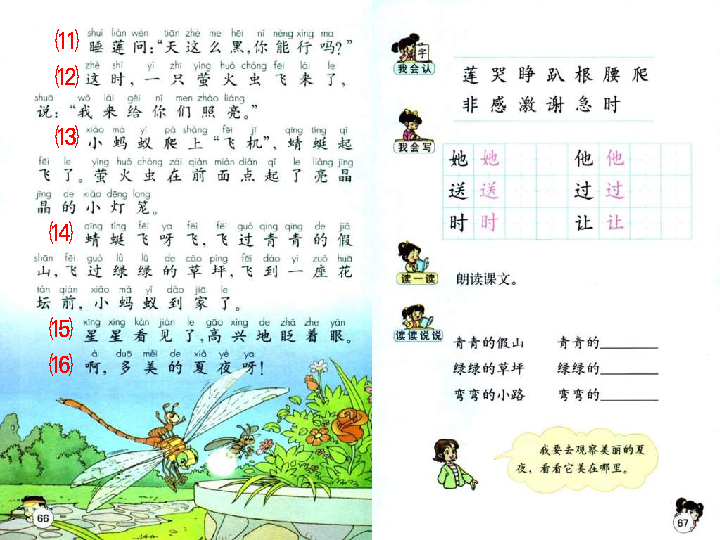 shuì lián wèn tiān zhè me hēi nǐ néng xíng ma
⑾ 睡莲问：“天这么黑，你能行吗？”
zhè shí yì zhī yíng huǒ chóng fēi lái le
⑿ 这时，一只萤火虫飞来了，
shuō wǒ lái gěi nǐ men zhào liàng
说：“我来给你们照亮。”
xiǎo mǎ yǐ pá shàng fēi jī qīng tíng qǐ
⒀ 小蚂蚁爬上“飞机”，蜻蜓起
fēi le yíng huǒ chóng zài qián miàn diǎn qǐ le liàng jīng
飞了。萤火虫在前面点起了亮晶
jīng de xiǎo dēng long
晶的小灯笼。
qīng tíng fēi ya fēi fēi guò qīng qīng de jiǎ
⒁ 蜻蜓飞呀飞，飞过青青的假
shān fēi guò lǜ lǜ de cǎo píng fēi dào yí zuò huā
山，飞过绿绿的草坪，飞到一座花
tán qián xiǎo mǎ yǐ dào jiā le
坛前，小蚂蚁到家了。
xīng xing kàn jiàn le gāo xìng de zhǎ zhe yǎn
⒂ 星星看见了，高兴地眨着眼。
à duō měi de xià yè ya
⒃ 啊，多美的夏夜呀！
66
字
我会认
莲 哭 睁 趴 根 腰 爬
非 感 激 谢 急 时
我会写
她 她 他 他
送 送 过 过
时 时 让 让
读一读
朗读课文。
读读说说
青青的假山 青青的________
绿绿的草坪 绿绿的________
弯弯的小路 弯弯的________
我要去观察美丽的夏
夜，看看它美在哪里。
67